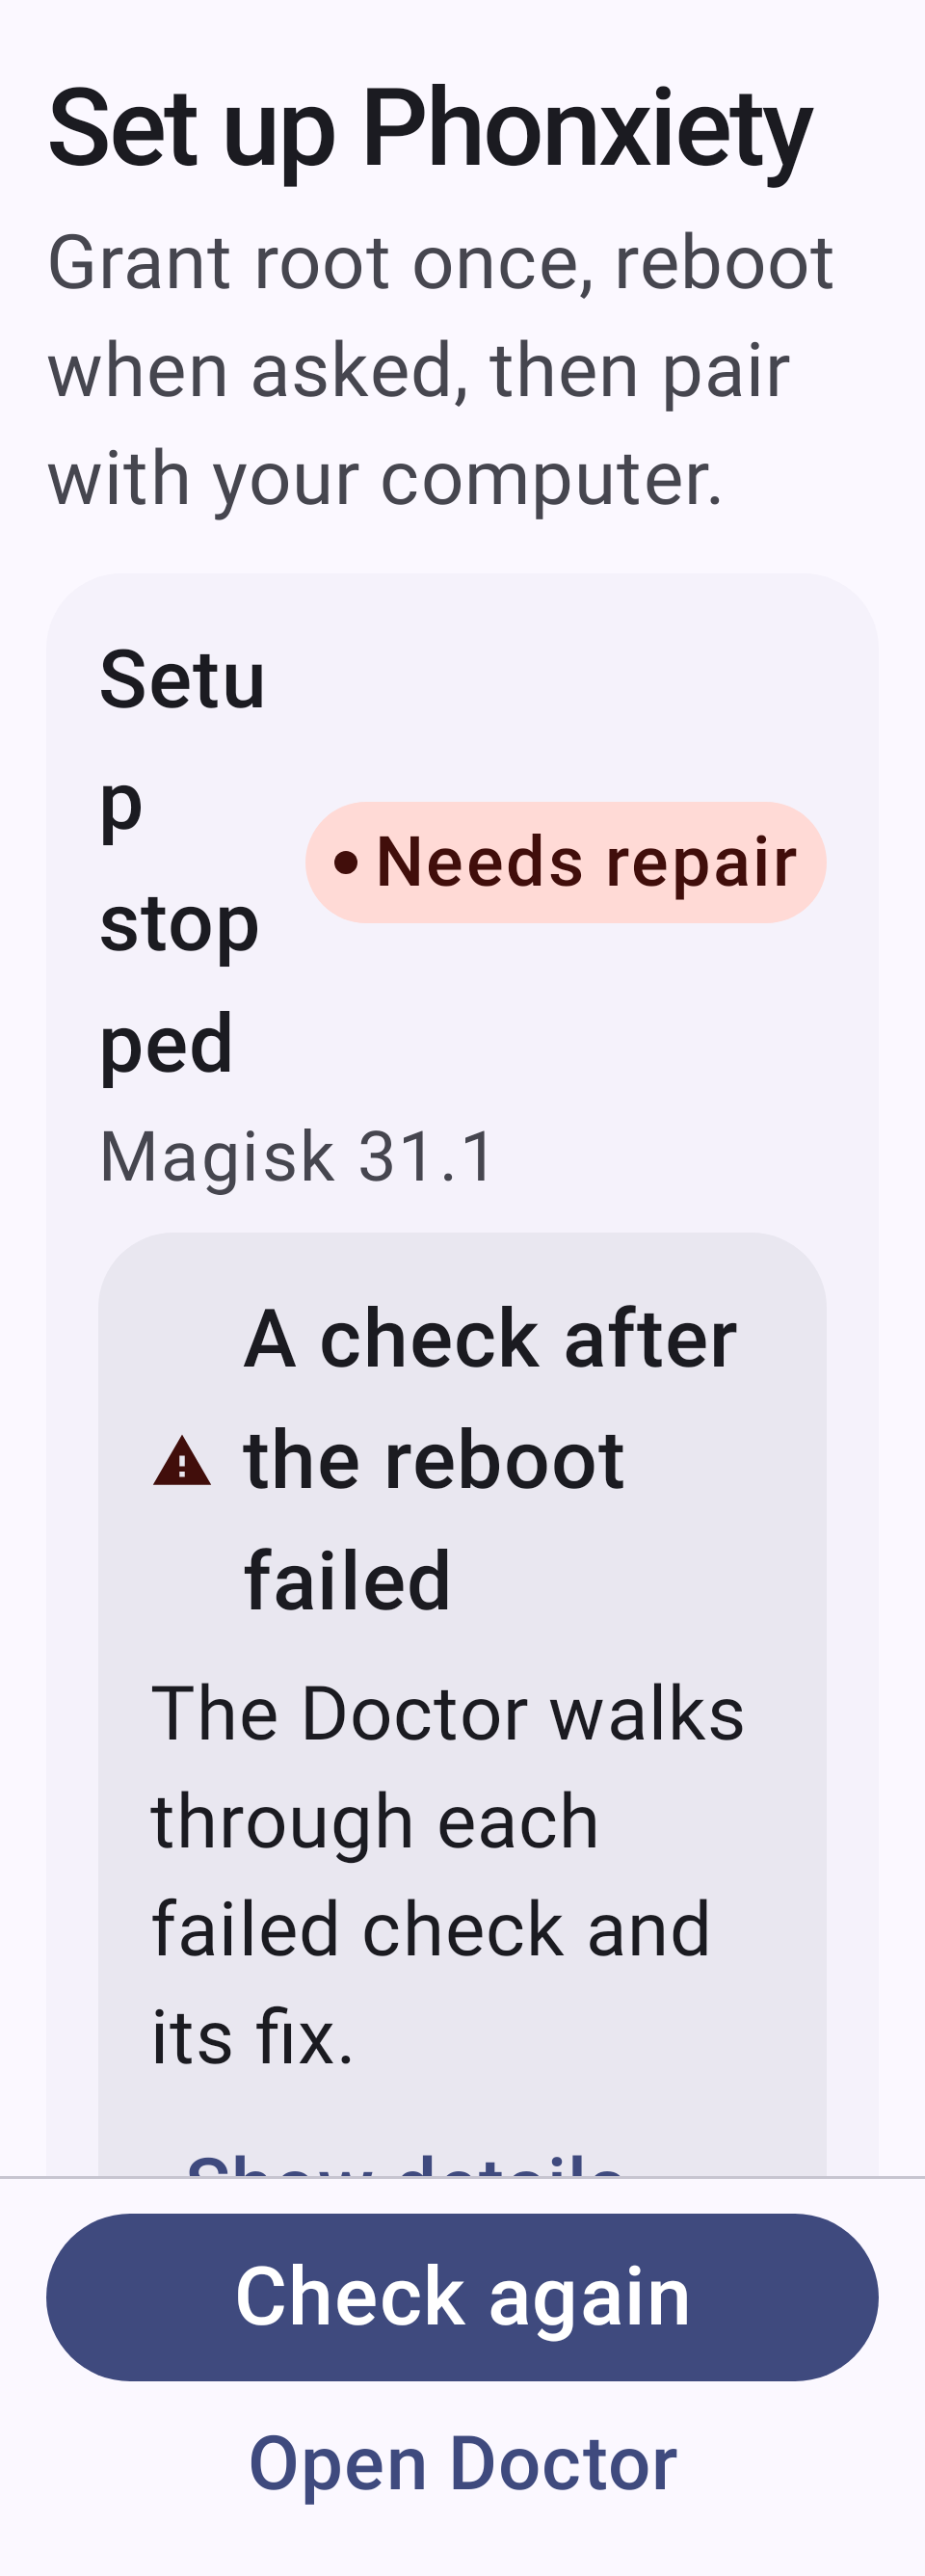 Set up Phonxiety
Grant root once, reboot
when asked, then pair
with your computer.
Setu
p
stop
ped
Needs repair
Magisk 31.1
A check after
the reboot
failed
The Doctor walks
through each
failed check and
its fix.
Show details
Check again
Open Doctor